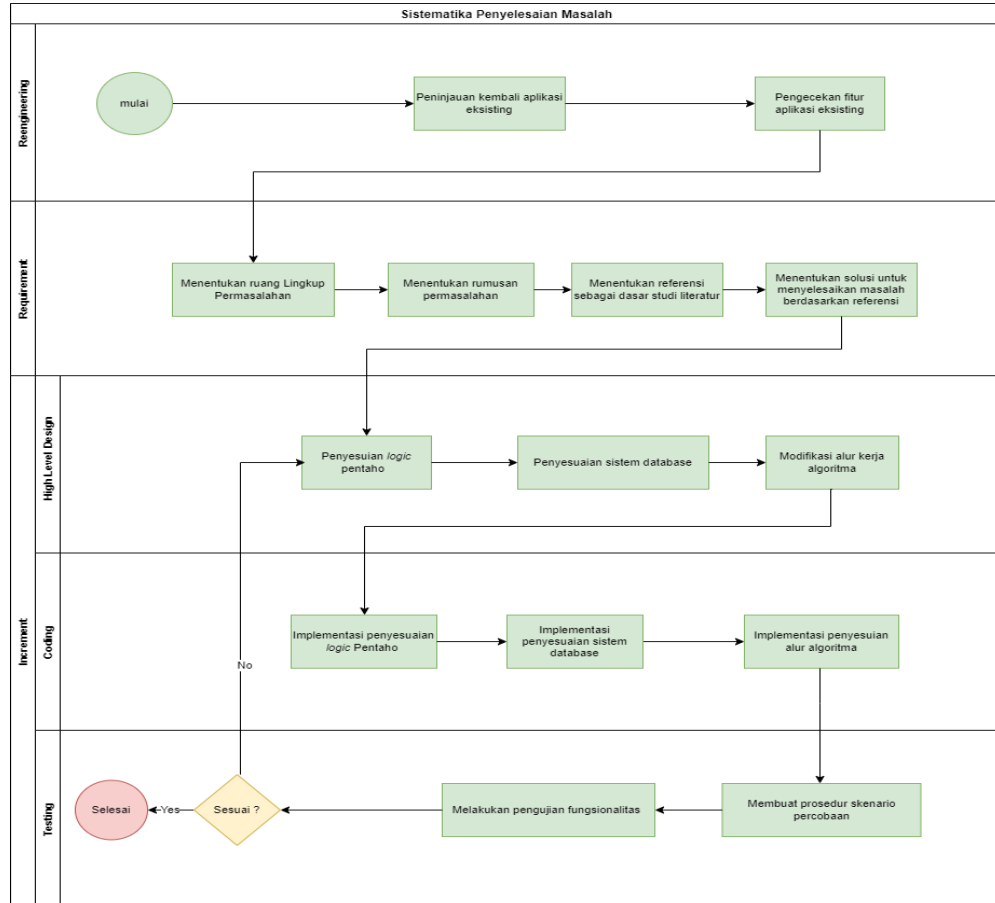 Sistematika Penyelesaian Masalah
Reengineering
mulai
Peninjauan kembali aplikasi
eksisting
Pengecekan fitur
aplikasi eksisting
Requirement
Menentukan ruang Lingkup
Permasalahan
Menentukan rumusan
permasalahan
Menentukan referensi
sebagai dasar studi literatur
Menentukan solusi untuk
menyelesaikan masalah
berdasarkan referensi
Increment
High Level Design
Penyesuian logic
pentaho
Penyesuaian sistem database
Modifikasi alur kerja
algoritma
Coding
Implementasi penyesuaian
logic Pentaho
Implementasi
penyesuaian sistem
database
Implementasi penyesuian
alur algoritma
No
Testing
Selesai
Yes
Sesuai ?
Melakukan pengujian fungsionalitas
Membuat prosedur skenario
percobaan